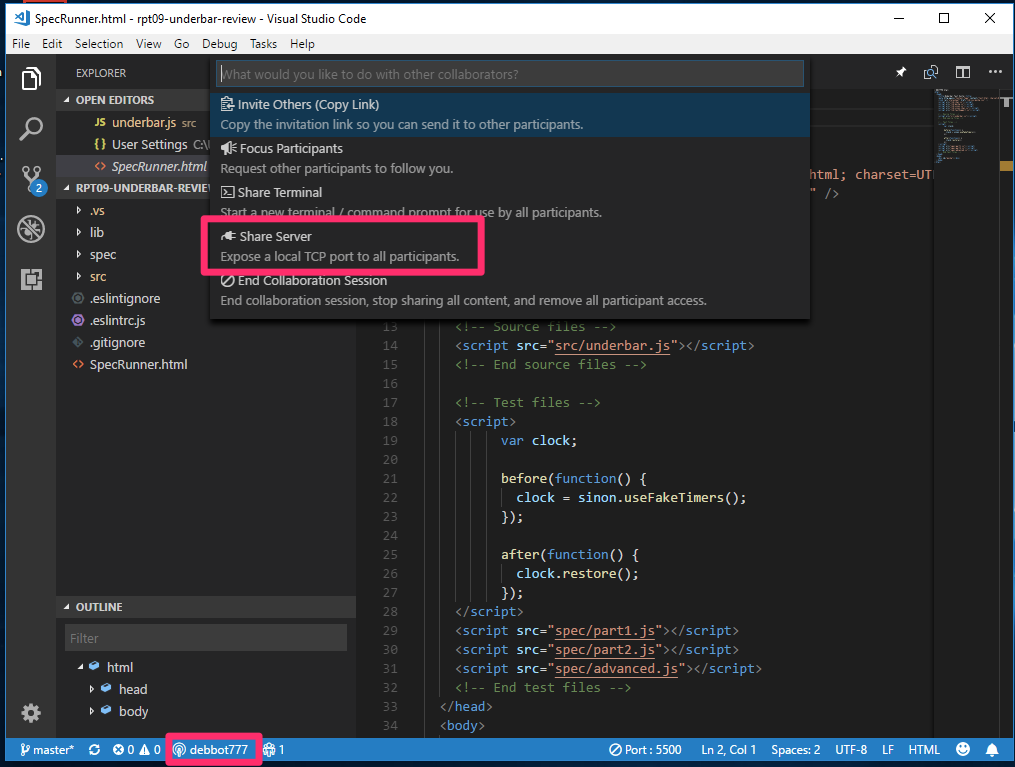 SpecRunner.html - rpt09-underbar-review - Visual Studio Code
File Edit Selection View Go Debug Tasks Help
EXPLORER
What would you like to do with other collaborators?
OPEN EDITORS
Invite Others (Copy Link)
Copy the invitation link so you can send it to other participants.
JS underbar.js src
{} User Settings C:\
Focus Participants
Request other participants to follow you.
<> SpecRunner.html
html; charset=UT
RPT09-UNDERBAR-REVIEW
Share Terminal
" />
.vs
Start a new terminal / command prompt for use by all participants.
lib
Share Server
spec
Expose a local TCP port to all participants.
src
End Collaboration Session
.eslintignore
End collaboration session, stop sharing all content, and remove all participant access.
.eslintrc.js
.gitignore
<> SpecRunner.html
2
13 <!-- Source files -->
14 <script src="src/underbar.js"></script>
15 <!-- End source files -->
16
17 <!-- Test files -->
18 <script>
19 var clock;
20
21 before(function() {
22 clock = sinon.useFakeTimers();
23 });
24
25 after(function() {
26 clock.restore();
27 });
28 </script>
29 <script src="spec/part1.js"></script>
30 <script src="spec/part2.js"></script>
31 <script src="spec/advanced.js"></script>
32 <!-- End test files -->
33 </head>
34 <body>
OUTLINE
Filter
html
head
body
master* 0 0 debbot777 1 Port : 5500 Ln 2, Col 1 Spaces: 2 UTF-8 LF HTML